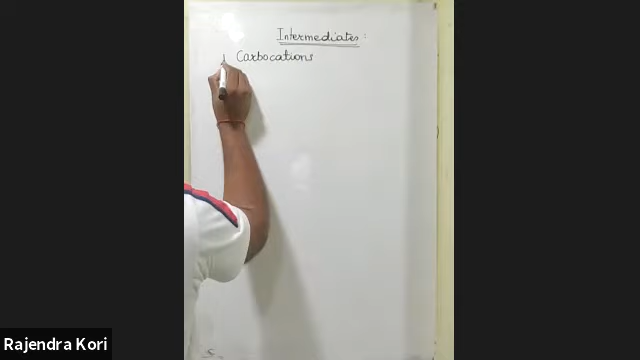 Intermediates :
Carbocations
Rajendra Kori